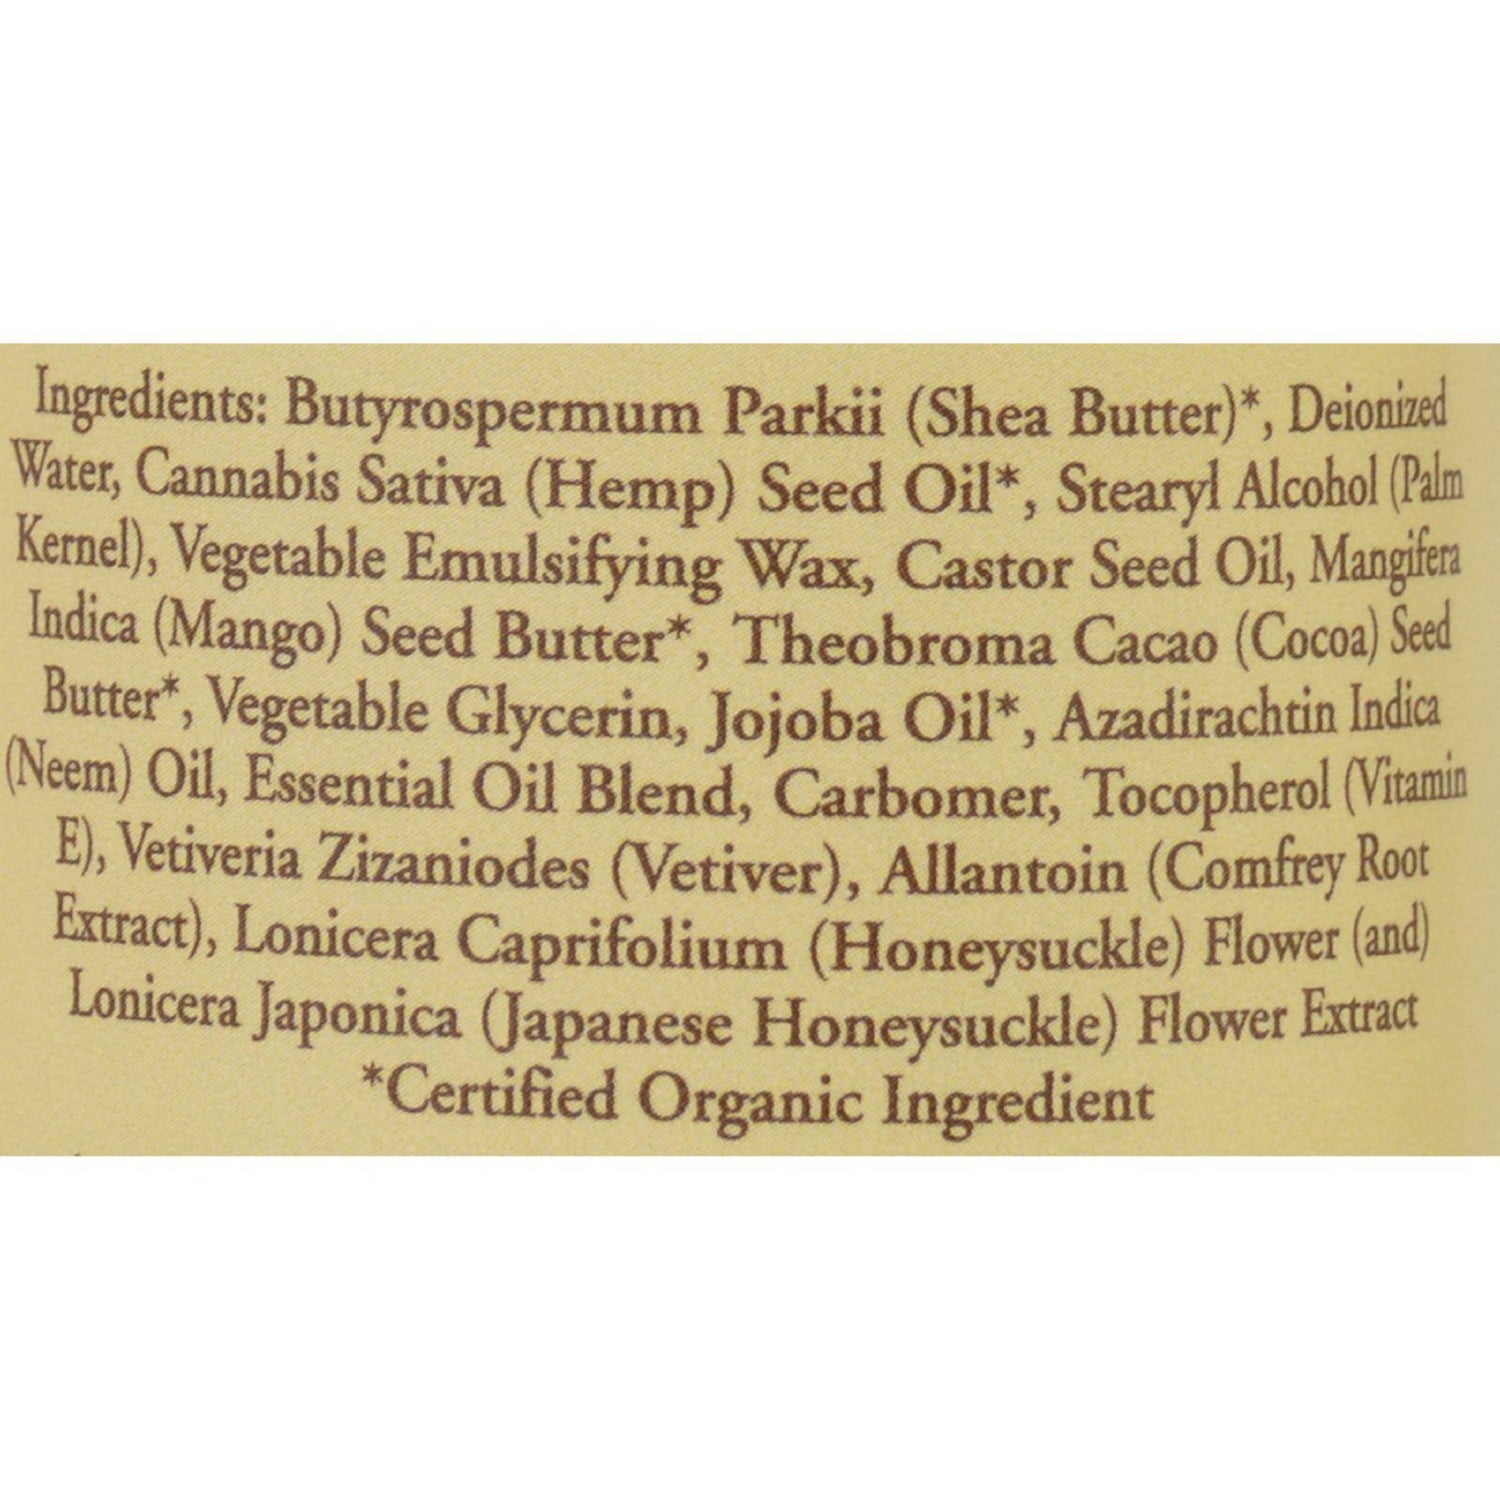 Ingredients: Butyrospermum Parkii (Shea Butter)*, Deionized
Water, Cannabis Sativa (Hemp) Seed Oil*, Stearyl Alcohol (Palm
Kernel), Vegetable Emulsifying Wax, Castor Seed Oil, Mangifera
Indica (Mango) Seed Butter*, Theobroma Cacao (Cocoa) Seed
Butter*, Vegetable Glycerin, Jojoba Oil*, Azadirachtin Indica
(Neem) Oil, Essential Oil Blend, Carbomer, Tocopherol (Vitamin
E), Vetiveria Zizaniodes (Vetiver), Allantoin (Comfrey Root
Extract), Lonicera Caprifolium (Honeysuckle) Flower (and)
Lonicera Japonica (Japanese Honeysuckle) Flower Extract
*Certified Organic Ingredient